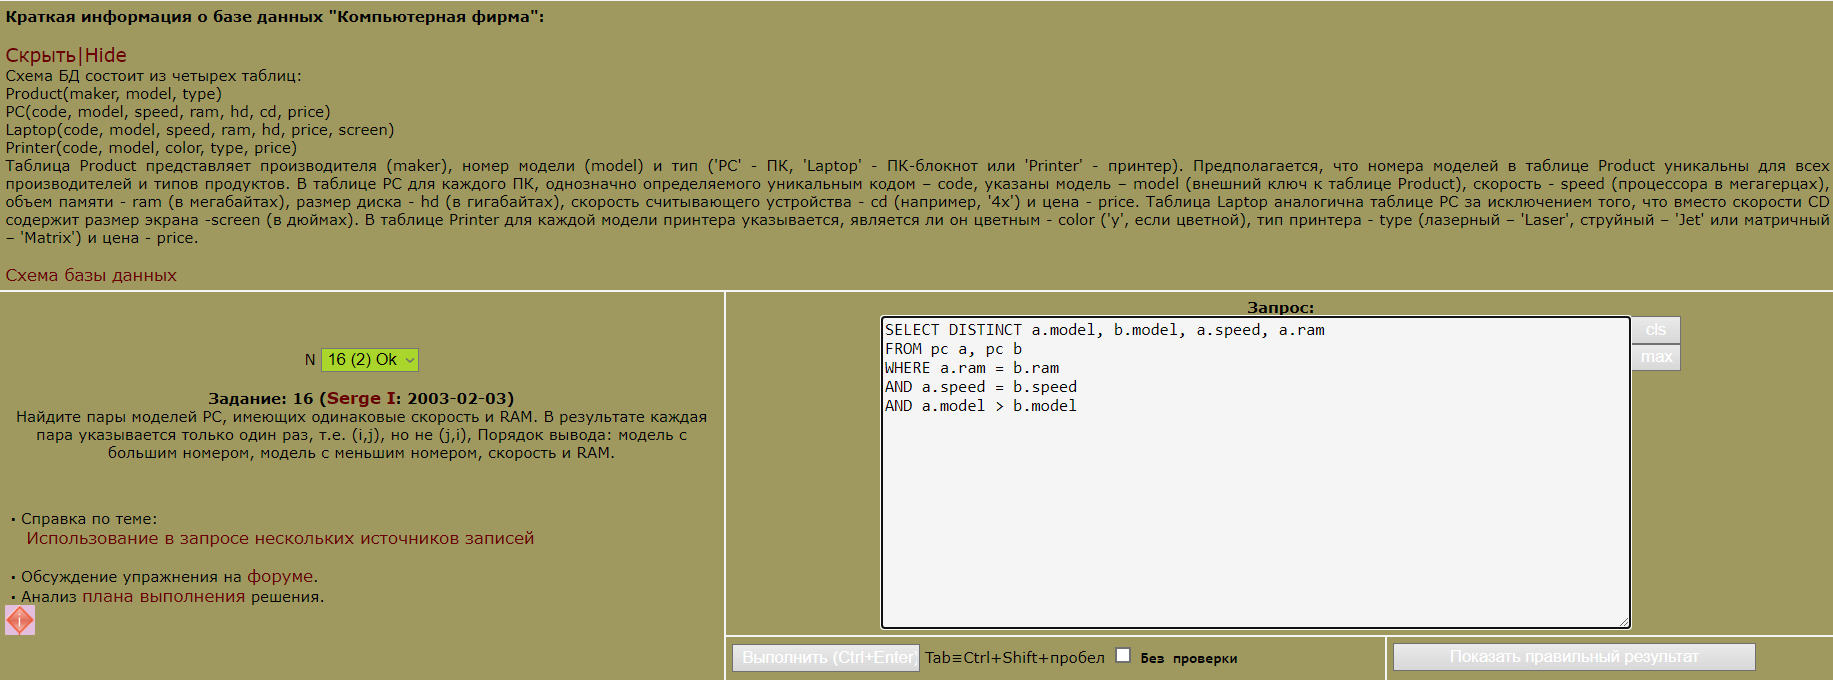 Краткая информация о базе данных "Компьютерная фирма":
Скрыть|Hide
Схема БД состоит из четырех таблиц:
Product(maker, model, type)
PC(code, model, speed, ram, hd, cd, price)
Laptop(code, model, speed, ram, hd, price, screen)
Printer(code, model, color, type, price)
Таблица Product представляет производителя (maker), номер модели (model) и тип ('PC' - ПК, 'Laptop' - ПК-блокнот или 'Printer' - принтер). Предполагается, что номера моделей в таблице Product уникальны для всех
производителей и типов продуктов. В таблице PC для каждого ПК, однозначно определяемого уникальным кодом – code, указаны модель – model (внешний ключ к таблице Product), скорость - speed (процессора в мегагерцах),
объем памяти - ram (в мегабайтах), размер диска - hd (в гигабайтах), скорость считывающего устройства - cd (например, '4x') и цена - price. Таблица Laptop аналогична таблице РС за исключением того, что вместо скорости CD
содержит размер экрана -screen (в дюймах). В таблице Printer для каждой модели принтера указывается, является ли он цветным - color ('y', если цветной), тип принтера - type (лазерный – 'Laser', струйный – 'Jet' или матричный
– 'Matrix') и цена - price.
Схема базы данных
N 16 (2) Ok
Задание: 16 (Serge I: 2003-02-03)
Найдите пары моделей PC, имеющих одинаковые скорость и RAM. В результате каждая
пара указывается только один раз, т.е. (i,j), но не (j,i), Порядок вывода: модель с
большим номером, модель с меньшим номером, скорость и RAM.
· Справка по теме:
Использование в запросе нескольких источников записей
· Обсуждение упражнения на форуме.
· Анализ плана выполнения решения.
i
Запрос:
SELECT DISTINCT a.model, b.model, a.speed, a.ram
FROM pc a, pc b
WHERE a.ram = b.ram
AND a.speed = b.speed
AND a.model > b.model
cls
max
Выполнить (Ctrl+Enter) Tab≡Ctrl+Shift+пробел Без проверки
Показать правильный результат